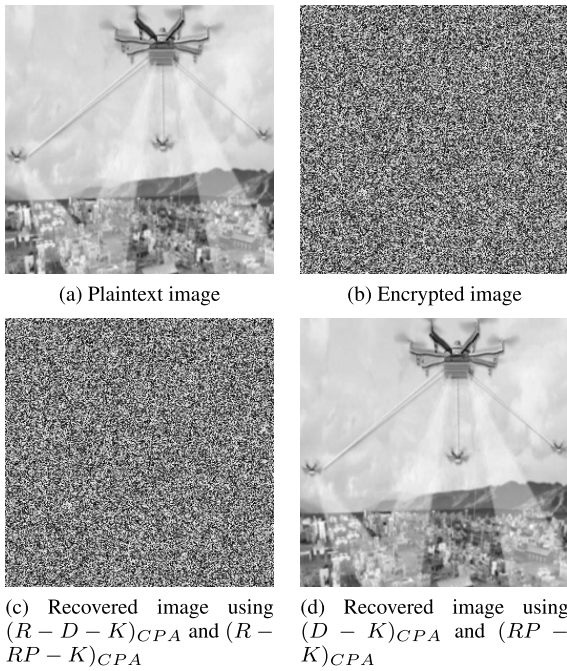 (a) Plaintext image
(b) Encrypted image
(c) Recovered image using
(R − D − K)CPA and (R −
RP − K)CPA
(d) Recovered image using
(D − K)CPA and (RP −
K)CPA